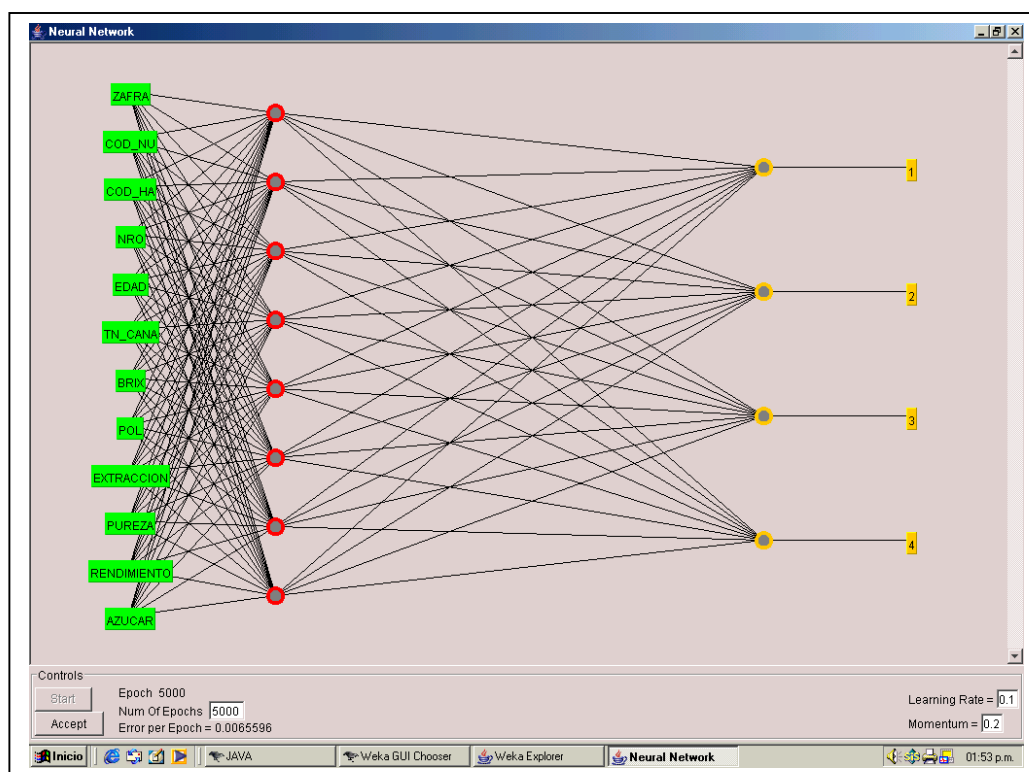 Neural Network
ZAFRA
COD_NU
COD_HA
NRO
EDAD
TN_CANA
BRIX
POL
EXTRACCION
PUREZA
RENDIMIENTO
AZUCAR
1
2
3
4
Controls
Start
Accept
Epoch 5000
Num Of Epochs 5000
Error per Epoch = 0.0065596
Learning Rate = 0.1
Momentum = 0.2
Inicio JAVA Weka GUI Chooser Weka Explorer Neural Network 01:53 p.m.